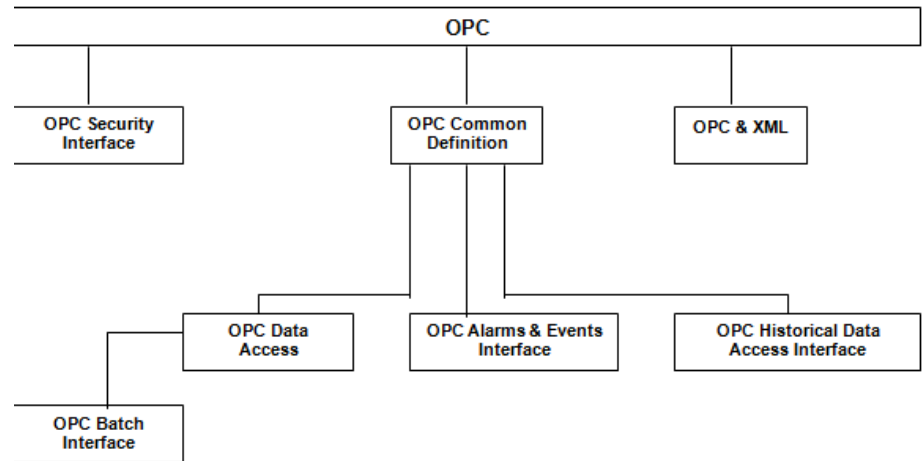 OPC
OPC Security
Interface
OPC Common
Definition
OPC & XML
OPC Data
Access
OPC Alarms & Events
Interface
OPC Historical Data
Access Interface
OPC Batch
Interface